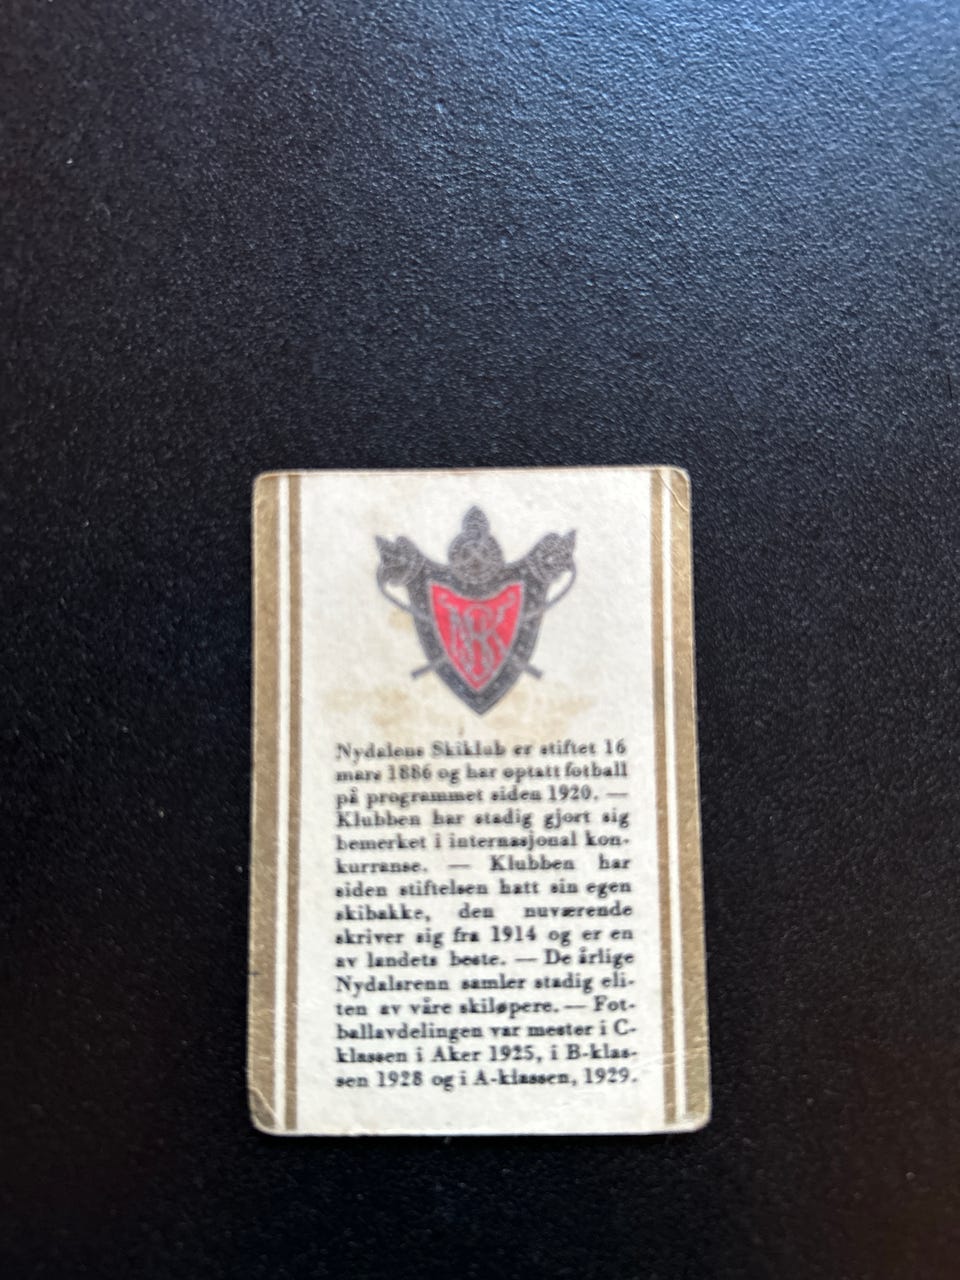 Nydalens Skiklub er stiftet 16
mars 1886 og har optatt fotball
på programmet siden 1920. —
Klubben har stadig gjort sig
bemerket i internasjonal kon-
kurranse. — Klubben har
siden stiftelsen hatt sin egen
skibakke, den nuværende
skriver sig fra 1914 og er en
av landets beste. — De årlige
Nydalsrenn samler stadig eli-
ten av våre skiløpere. — Fot-
ballavdelingen var mester i C-
klassen i Aker 1925, i B-klas-
sen 1928 og i A-klassen, 1929.